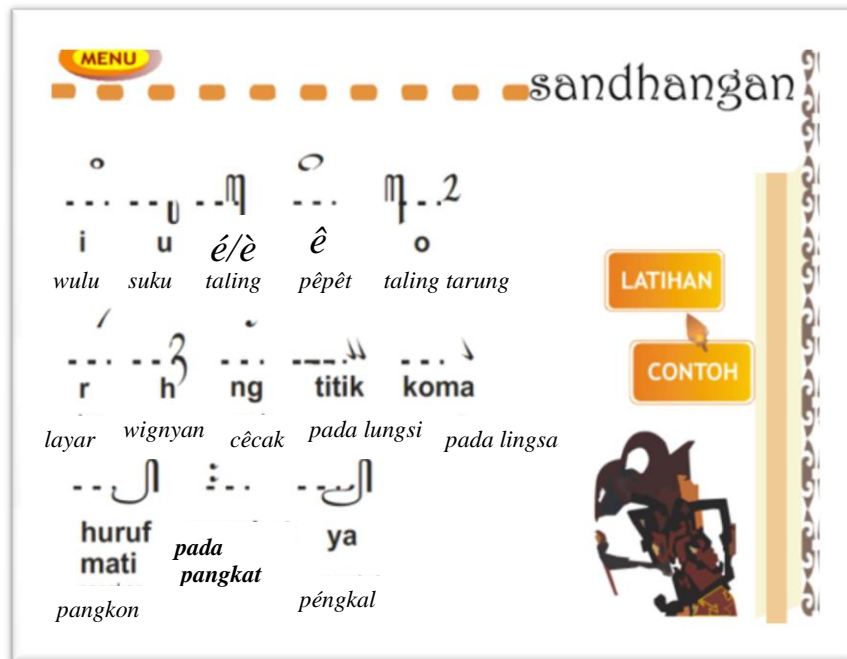 MENU
sandhangan
i u é/è ê o
wulu suku taling pêpêt taling tarung
LATIHAN
r h ng titik koma
CONTOH
layar wignyan cêcak pada lungsi pada lingsa
huruf mati pada pangkat ya
pangkon péngkal